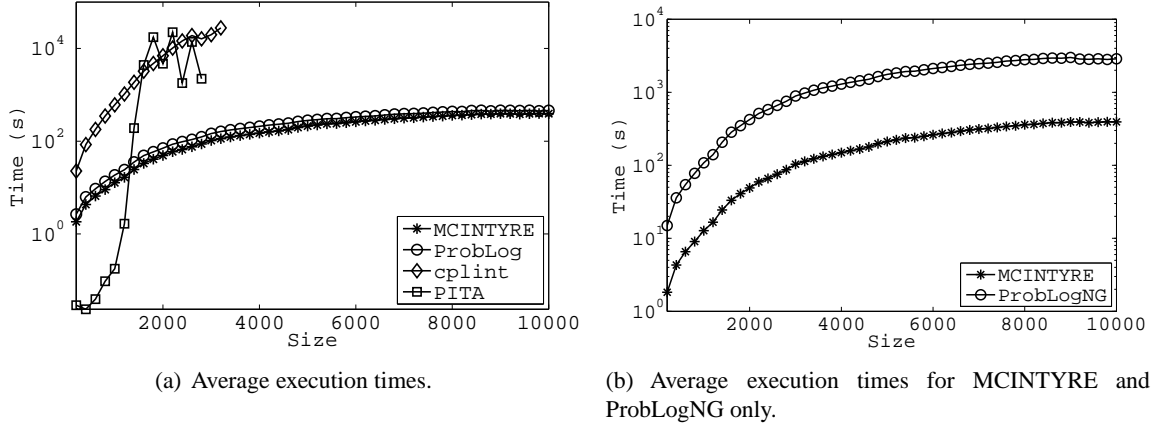 10^4
10^2
10^0
Time (s)
2000 4000 6000 8000 10000
Size
MCINTYRE
ProbLog
cplint
PITA
(a) Average execution times.
10^4
10^3
10^2
10^1
10^0
Time (s)
2000 4000 6000 8000 10000
Size
MCINTYRE
ProbLogNG
(b) Average execution times for MCINTYRE and
ProbLogNG only.